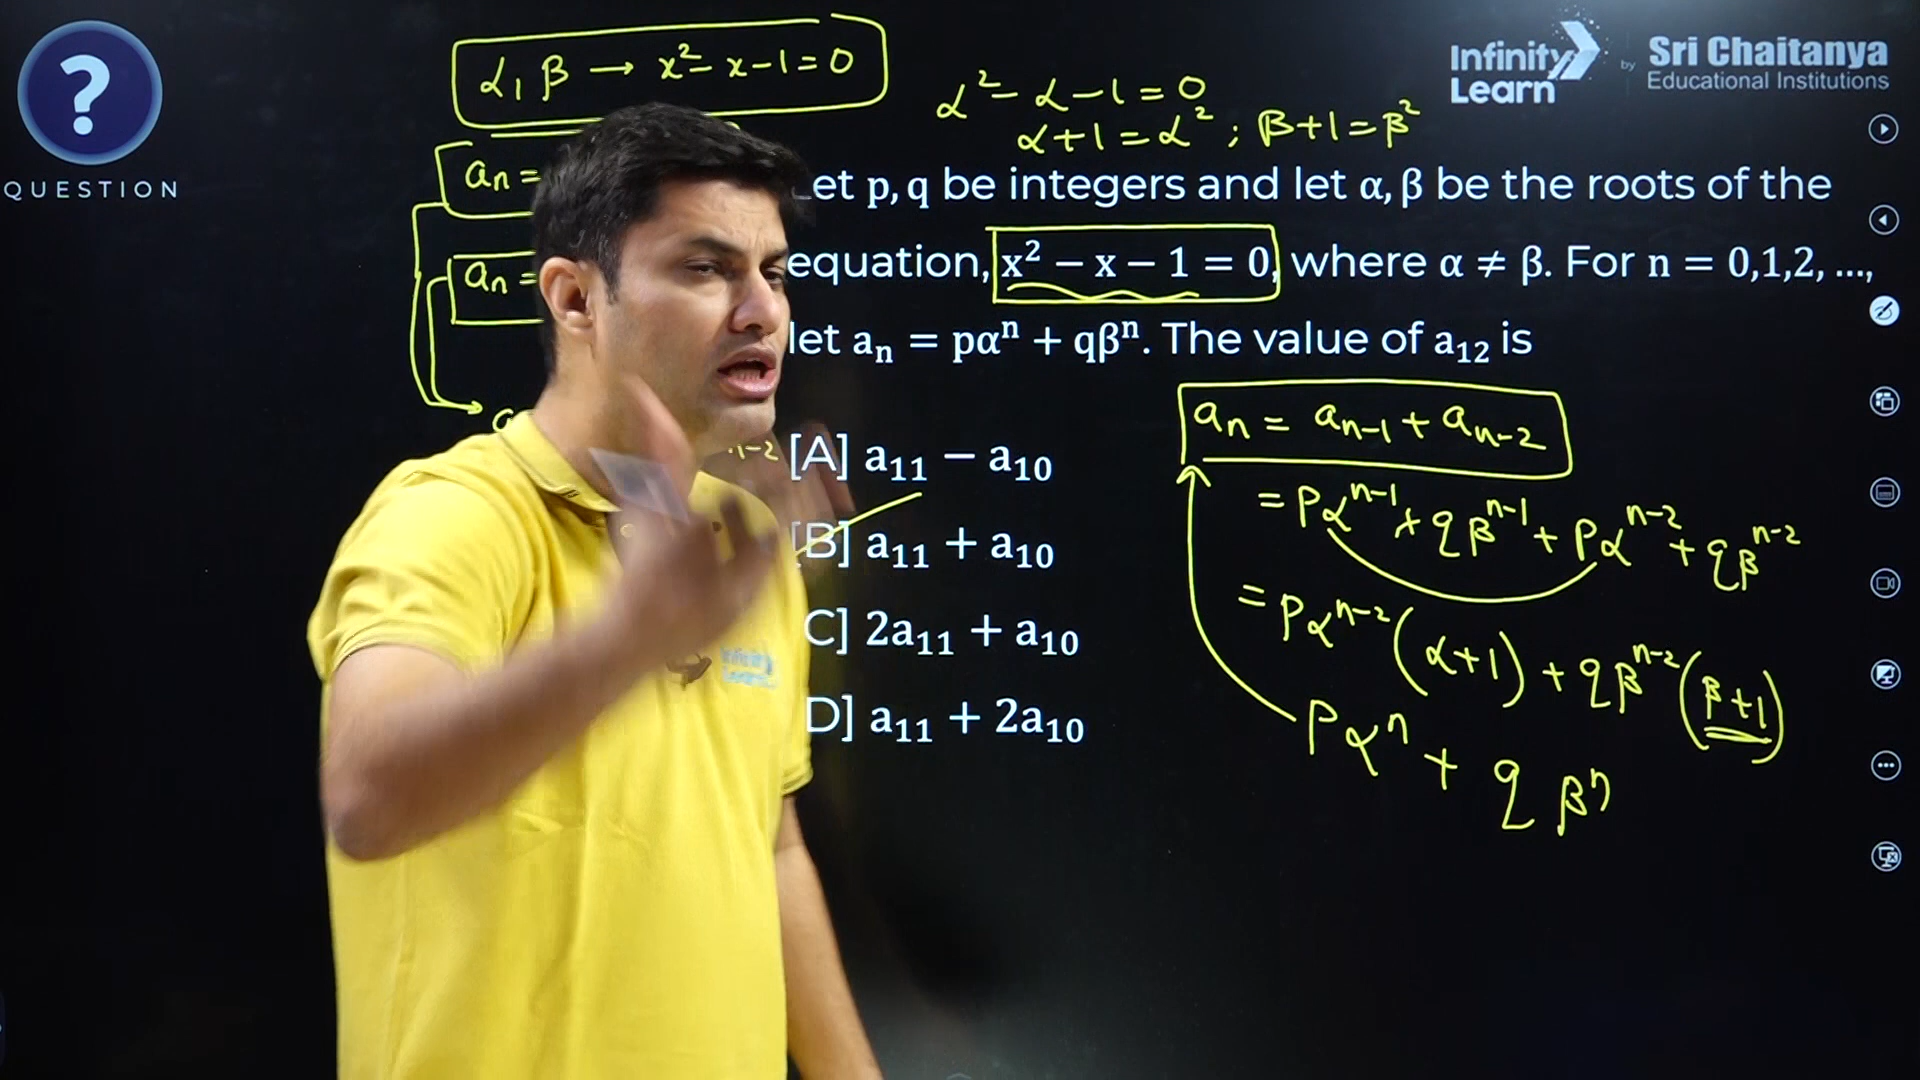 α, β → x² - x - 1 = 0
α² - α - 1 = 0
α + 1 = α² ; β + 1 = β²
Infinity Learn by Sri Chaitanya Educational Institutions
QUESTION
aₙ =
aₙ =
Let p, q be integers and let α, β be the roots of the
equation, x² − x − 1 = 0, where α ≠ β. For n = 0,1,2, ...,
let aₙ = pαⁿ + qβⁿ. The value of a₁₂ is
[A] a₁₁ − a₁₀
[B] a₁₁ + a₁₀
C] 2a₁₁ + a₁₀
D] a₁₁ + 2a₁₀
aₙ = aₙ₋₁ + aₙ₋₂
= pαⁿ⁻¹ + qβⁿ⁻¹ + pαⁿ⁻² + qβⁿ⁻²
= pαⁿ⁻² (α+1) + qβⁿ⁻² (β+1)
pαⁿ + qβⁿ
Infinity Learn